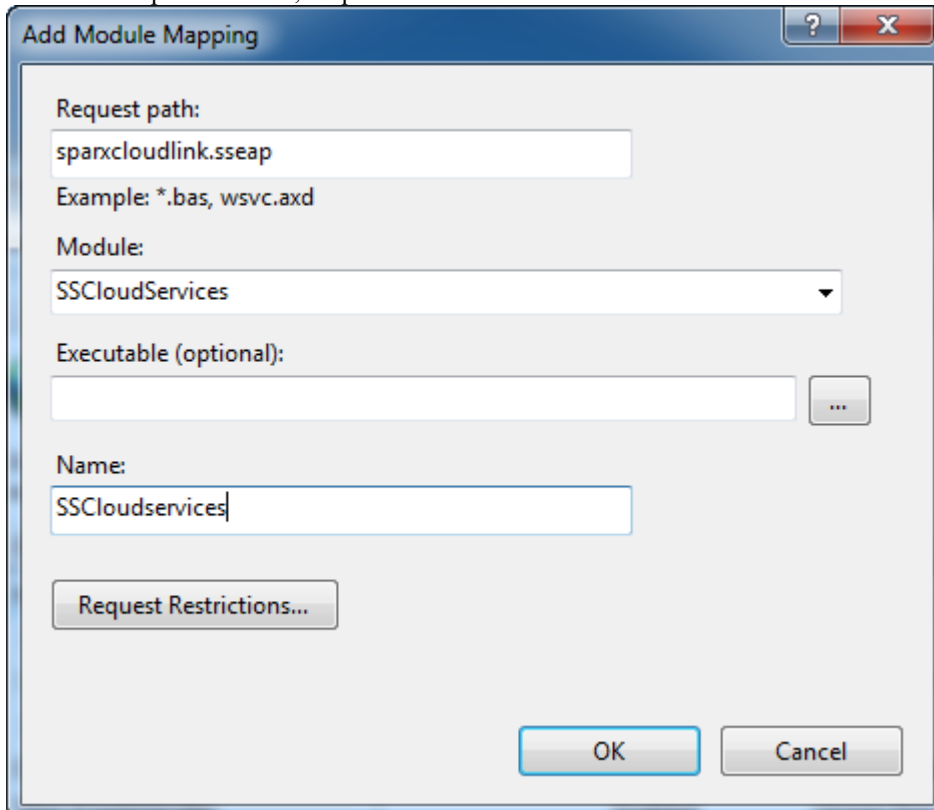 Add Module Mapping
Request path:
sparxcloudlink.sseap
Example: *.bas, wsvc.axd
Module:
SSCloudServices
Executable (optional):
...
Name:
SSCloudservices
Request Restrictions...
OK Cancel